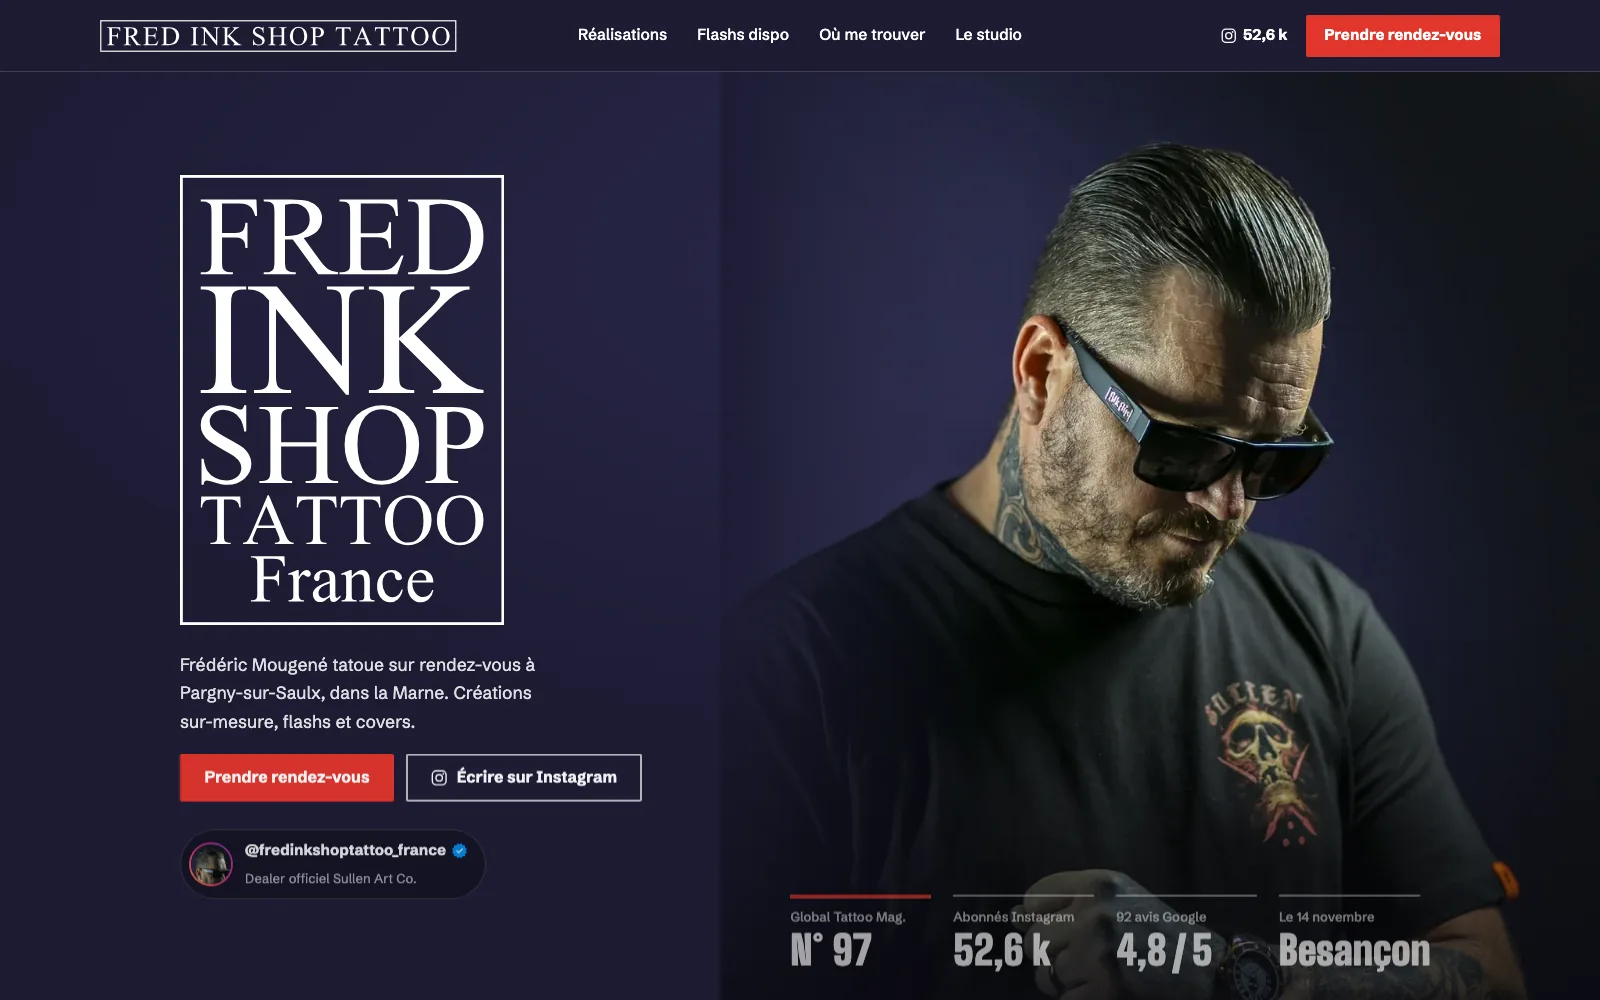 FRED INK SHOP TATTOO
Réalisations
Flashs dispo
Où me trouver
Le studio
52,6 k
Prendre rendez-vous
FRED
INK
SHOP
TATTOO
France
Frédéric Mougené tatoue sur rendez-vous à
Pargny-sur-Saulx, dans la Marne. Créations
sur-mesure, flashs et covers.
Prendre rendez-vous
Écrire sur Instagram
@fredinkshoptattoo_france
Dealer officiel Sullen Art Co.
SULLEN
Global Tattoo Mag.
N° 97
Abonnés Instagram
52,6 k
92 avis Google
4,8 / 5
Le 14 novembre
Besançon